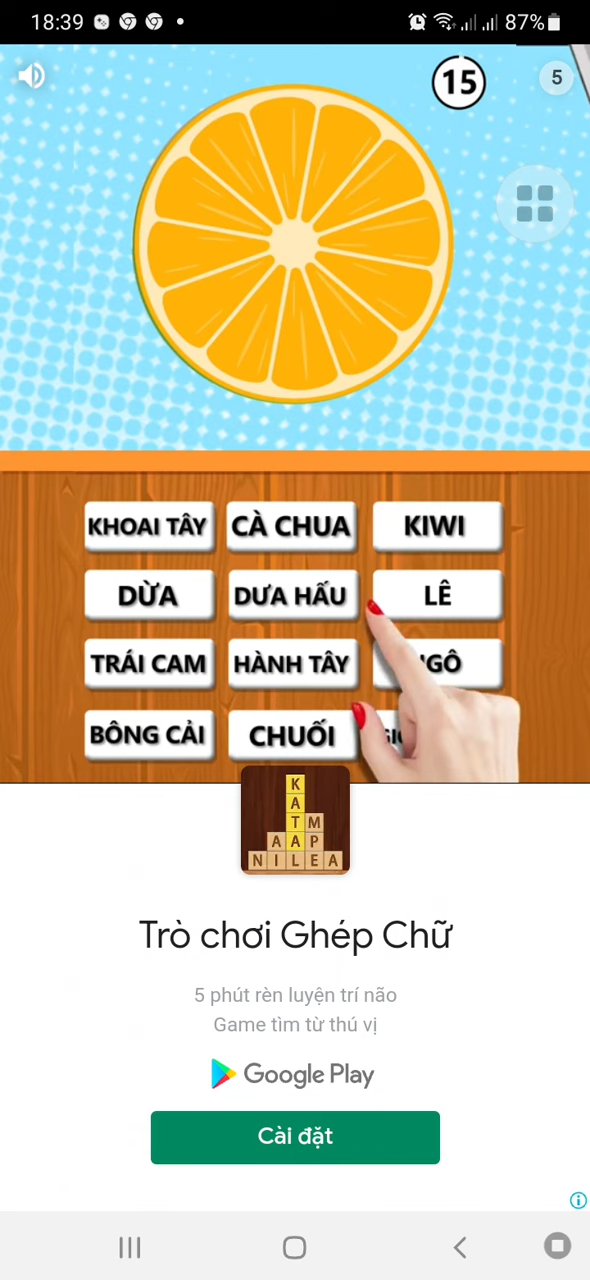 18:39
87%
15
5
KHOAI TÂY
CÀ CHUA
KIWI
DỪA
DƯA HẤU
LÊ
TRÁI CAM
HÀNH TÂY
BÔNG CẢI
CHUỐI
K
A
T M
A A P
N I L E A
Trò chơi Ghép Chữ
5 phút rèn luyện trí não
Game tìm từ thú vị
Google Play
Cài đặt